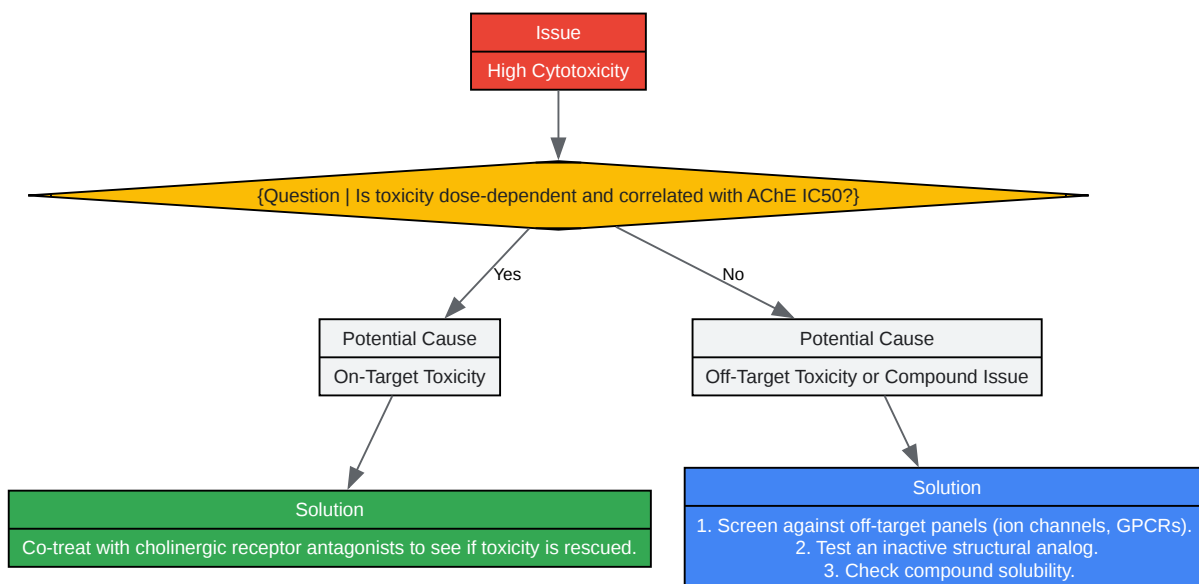 Issue
High Cytotoxicity
{Question | Is toxicity dose-dependent and correlated with AChE IC50?}
Yes
No
Potential Cause
On-Target Toxicity
Potential Cause
Off-Target Toxicity or Compound Issue
Solution
Co-treat with cholinergic receptor antagonists to see if toxicity is rescued.
Solution
1. Screen against off-target panels (ion channels, GPCRs).
2. Test an inactive structural analog.
3. Check compound solubility.